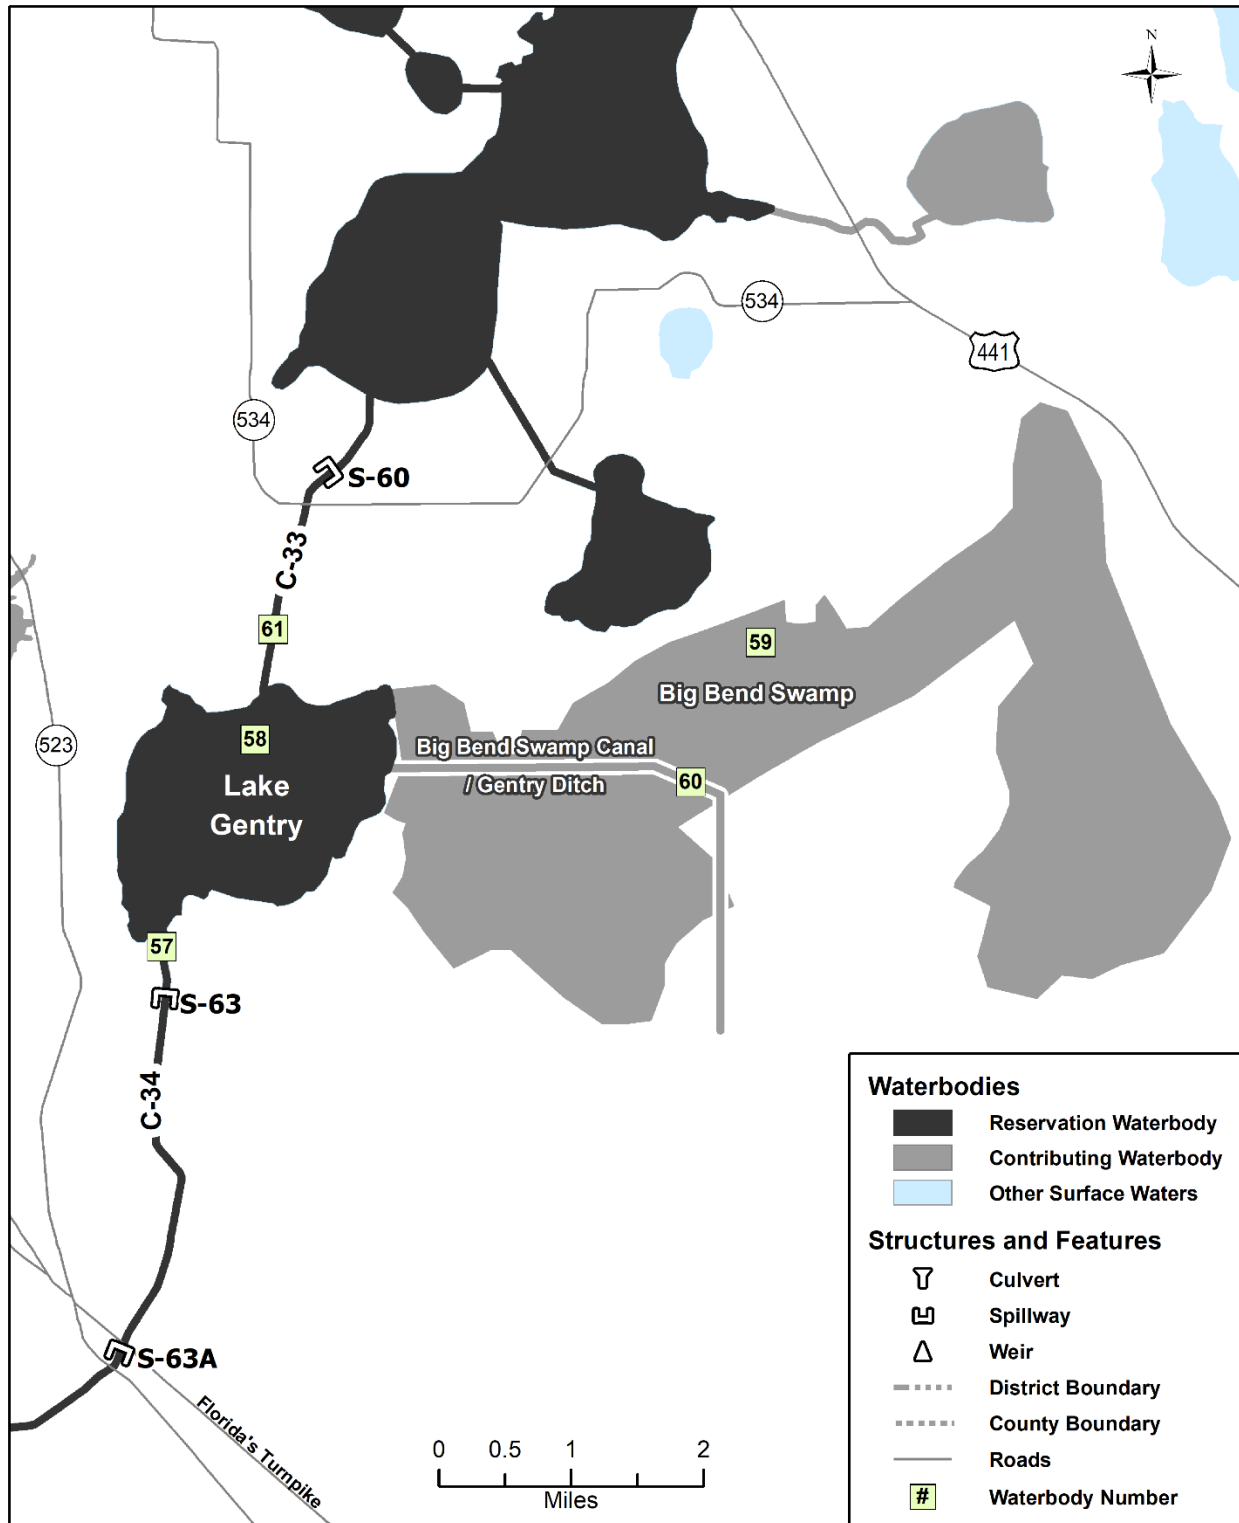 N
534
441
534
S-60
C-33
61
59
Big Bend Swamp
58
523
Big Bend Swamp Canal
60
/ Gentry Ditch
Lake
Gentry
57
S-63
C-34
S-63A
Florida's Turnpike
0 0.5 1 2
Miles
Waterbodies
Reservation Waterbody
Contributing Waterbody
Other Surface Waters
Structures and Features
Culvert
Spillway
Weir
District Boundary
County Boundary
Roads
# Waterbody Number